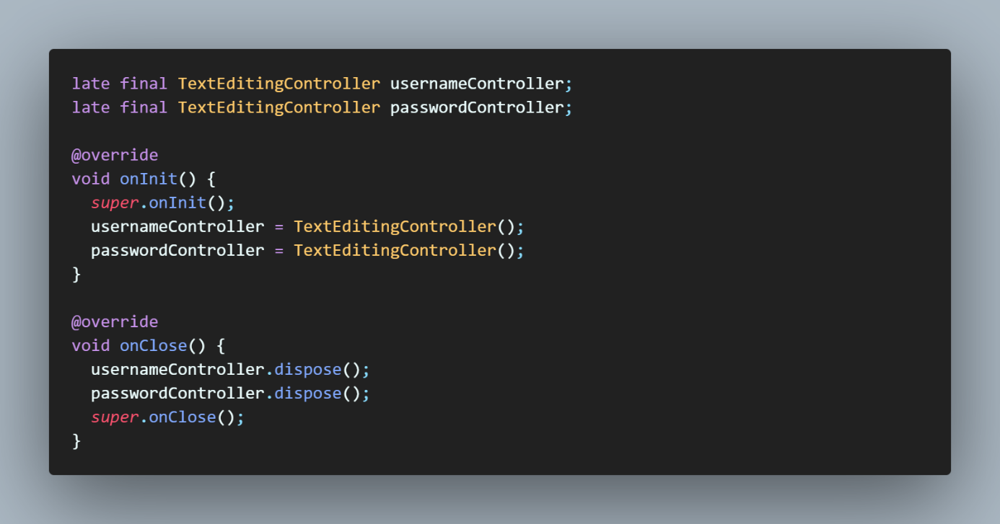 late final TextEditingController usernameController;
late final TextEditingController passwordController;

@override
void onInit() {
  super.onInit();
  usernameController = TextEditingController();
  passwordController = TextEditingController();
}

@override
void onClose() {
  usernameController.dispose();
  passwordController.dispose();
  super.onClose();
}